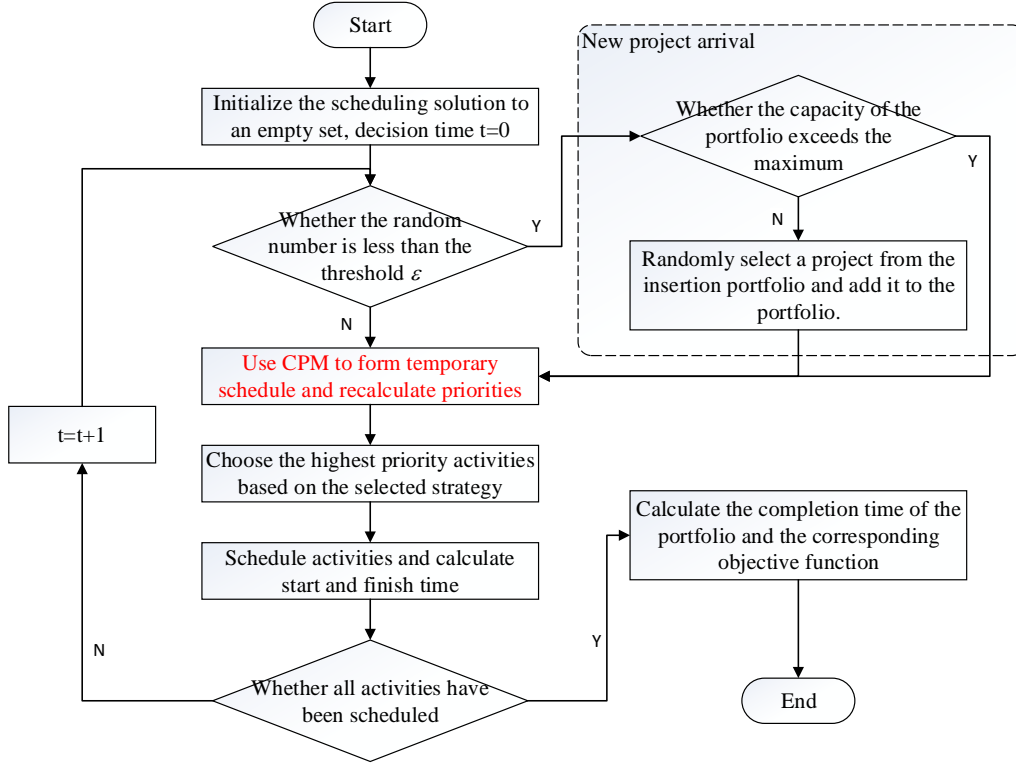 Start
New project arrival
Initialize the scheduling solution to
an empty set, decision time t=0
Whether the capacity of the
portfolio exceeds the
maximum
Y
N
Whether the random
number is less than the
threshold ε
Y
N
Randomly select a project from the
insertion portfolio and add it to the
portfolio.
Use CPM to form temporary
schedule and recalculate priorities
t=t+1
Choose the highest priority activities
based on the selected strategy
Schedule activities and calculate
start and finish time
Calculate the completion time of the
portfolio and the corresponding
objective function
N
Y
Whether all activities have
been scheduled
End